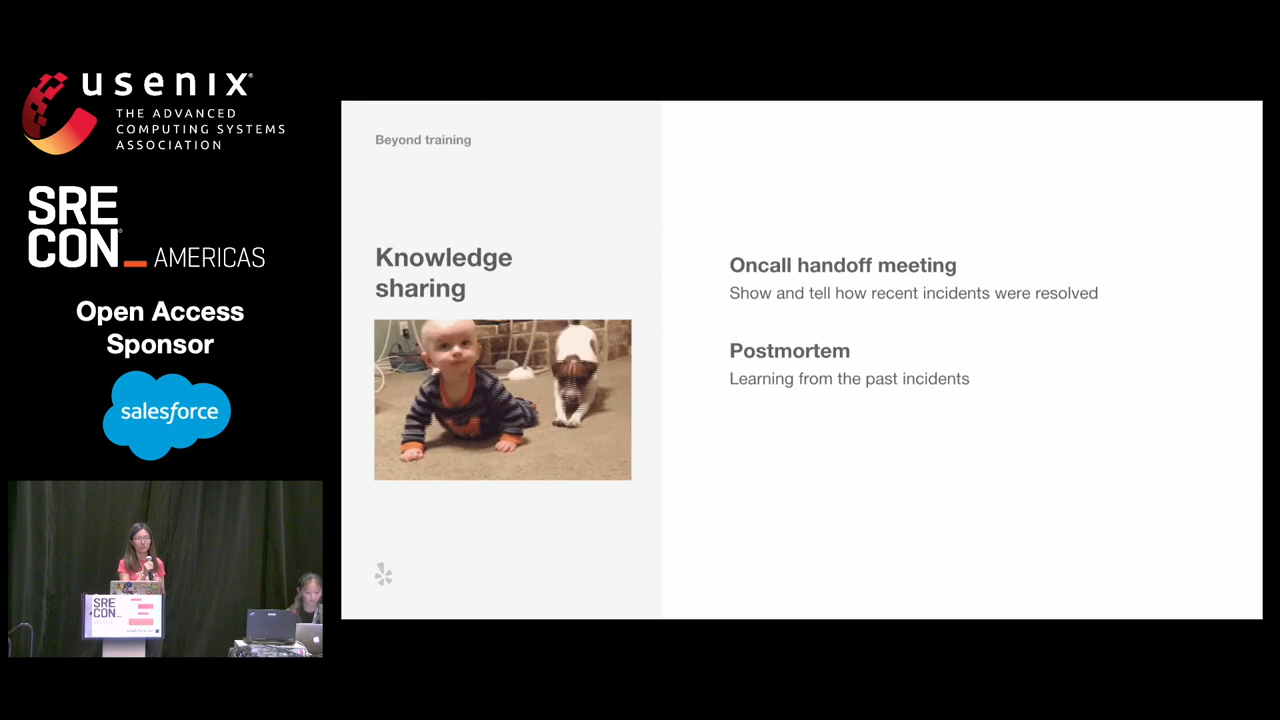 usenix®
THE ADVANCED
COMPUTING SYSTEMS
ASSOCIATION
SRE
CON®_ AMERICAS
Open Access
Sponsor
salesforce
SRE
CON_
Beyond training
Knowledge
sharing
Oncall handoff meeting
Show and tell how recent incidents were resolved
Postmortem
Learning from the past incidents